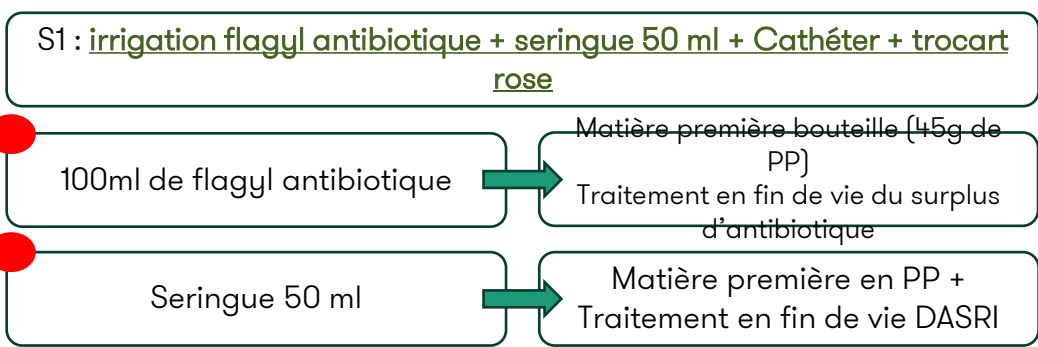 S1 : irrigation flagyl antibiotique + seringue 50 ml + Cathéter + trocart
rose
100ml de flagyl antibiotique
Matière première bouteille (45g de
PP)
Traitement en fin de vie du surplus
d'antibiotique
Seringue 50 ml
Matière première en PP +
Traitement en fin de vie DASRI